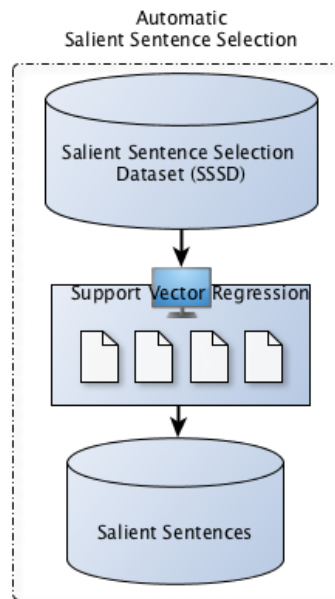 Automatic
Salient Sentence Selection
Salient Sentence Selection
Dataset (SSSD)
Support Vector Regression
Salient Sentences